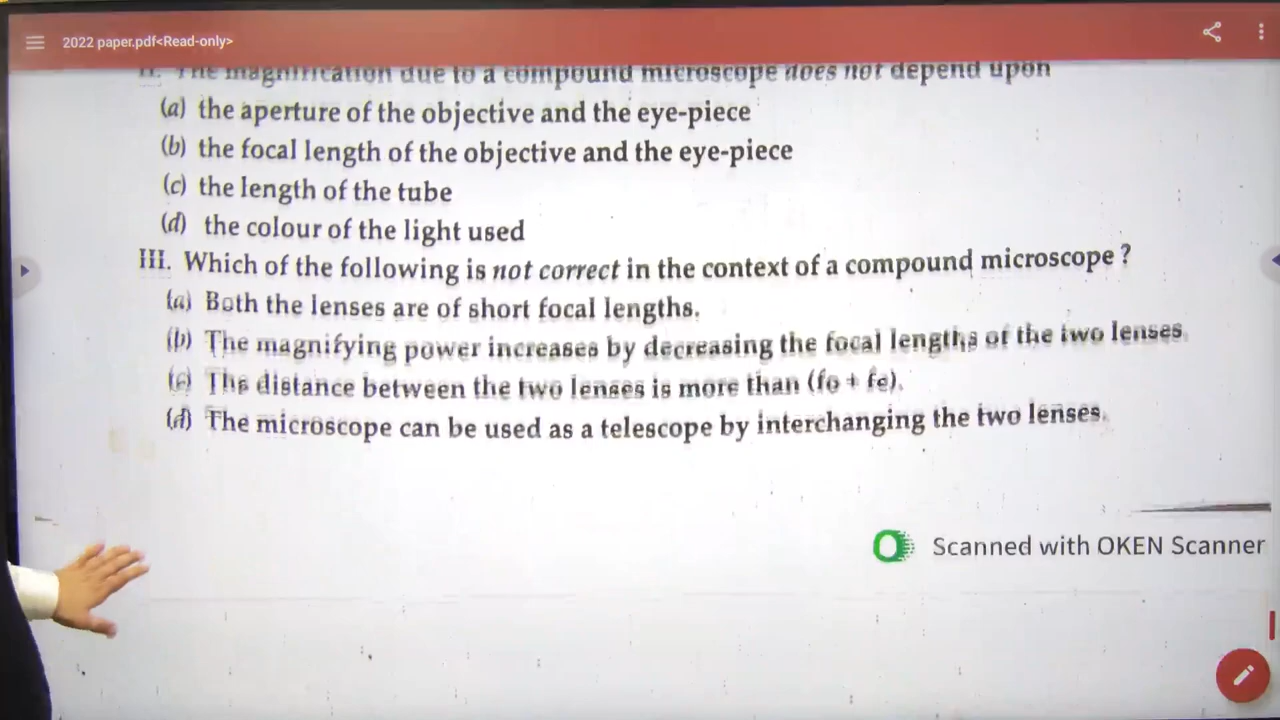 2022 paper.pdf<Read-only>
II. The magnification due to a compound microscope does not depend upon
(a) the aperture of the objective and the eye-piece
(b) the focal length of the objective and the eye-piece
(c) the length of the tube
(d) the colour of the light used
III. Which of the following is not correct in the context of a compound microscope ?
(a) Both the lenses are of short focal lengths.
(b) The magnifying power increases by decreasing the focal lengths of the two lenses.
(c) The distance between the two lenses is more than (fo + fe).
(d) The microscope can be used as a telescope by interchanging the two lenses.
Scanned with OKEN Scanner